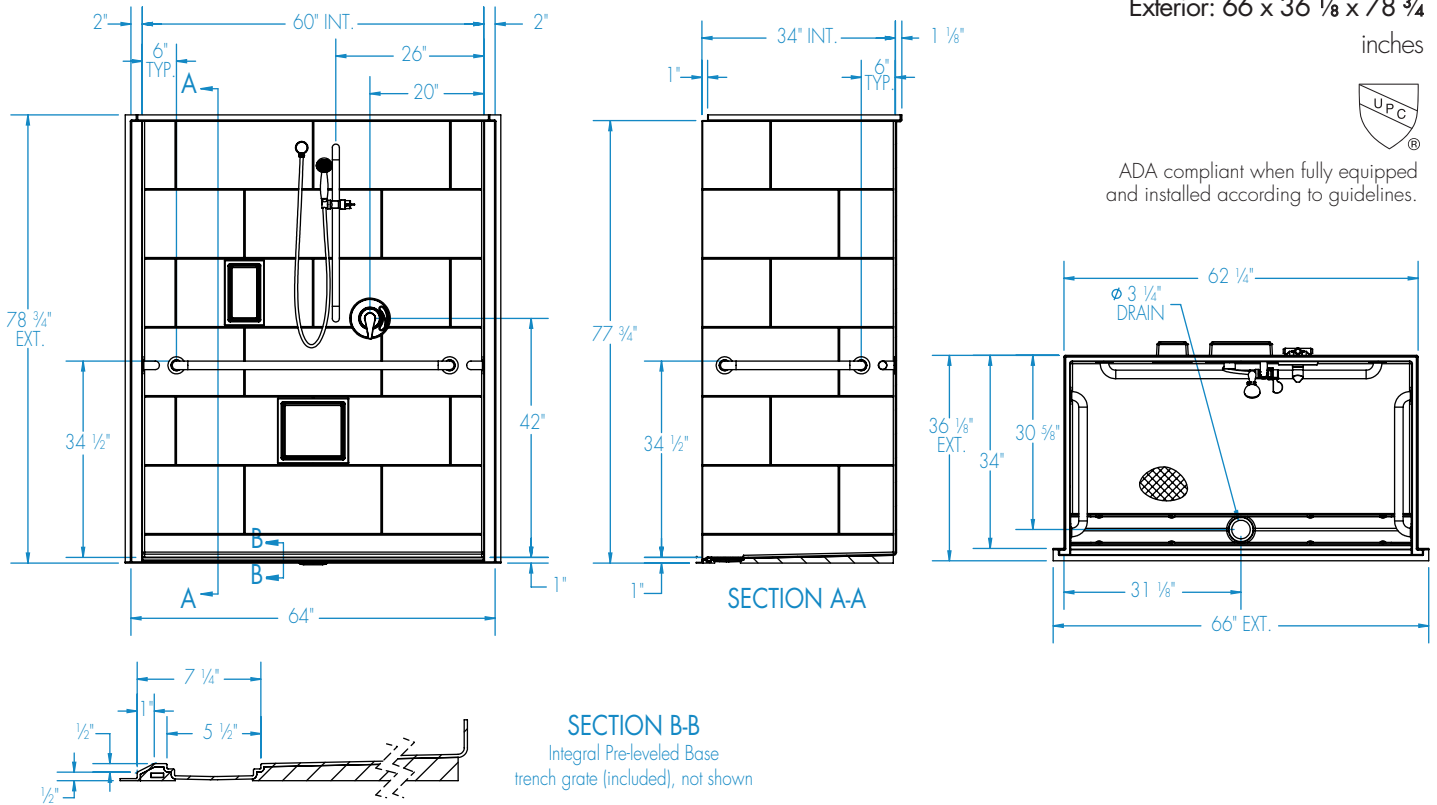 Exterior: 66 x 36 ⅛ x 78 ¾
inches
UPC
®
ADA compliant when fully equipped
and installed according to guidelines.
2"
60" INT.
2"
6"
TYP.
26"
A
20"
78 ¾"
EXT.
34 ½"
42"
B
B
1"
A
64"
34" INT.
1 ⅛"
1"
6"
TYP.
77 ¾"
34 ½"
1"
SECTION A-A
62 ¼"
ø 3 ¼"
DRAIN
36 ⅛"
EXT.
34"
30 ⅝"
31 ⅛"
66" EXT.
7 ¼"
1"
½"
5 ½"
½"
SECTION B-B
Integral Pre-leveled Base
trench grate (included), not shown